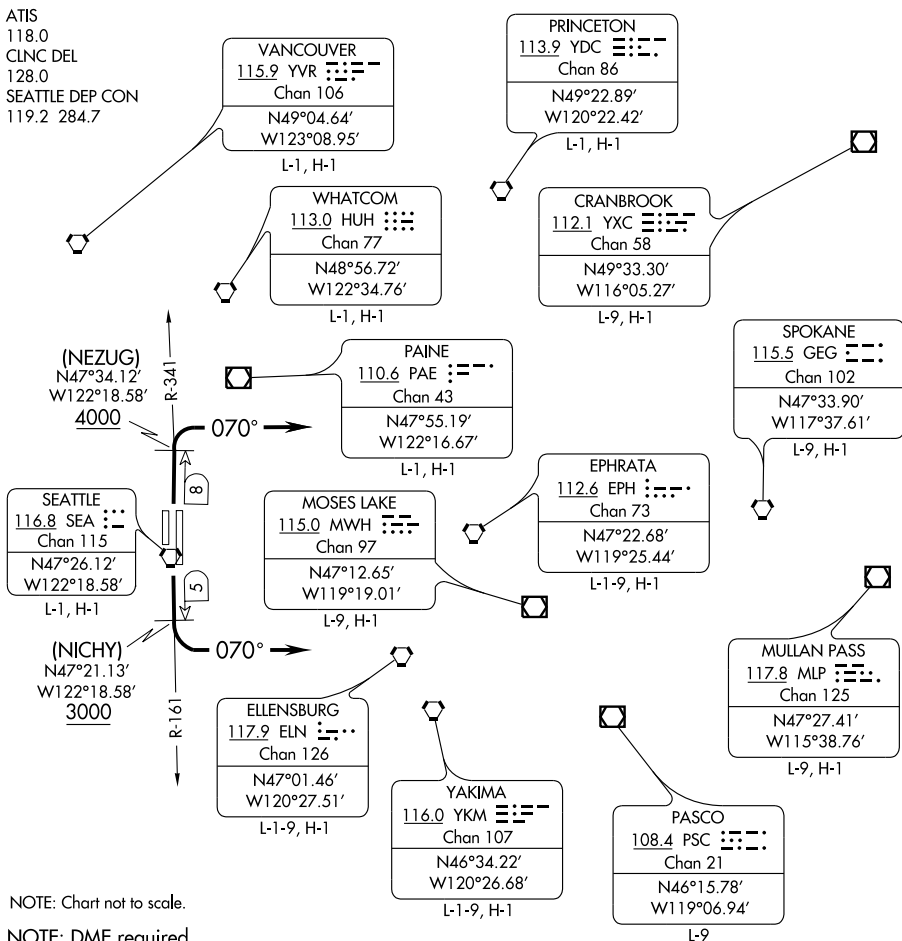 ATIS
118.0
CLNC DEL
128.0
SEATTLE DEP CON
119.2 284.7
VANCOUVER
115.9 YVR
Chan 106
N49°04.64′
W123°08.95′
L-1, H-1
PRINCETON
113.9 YDC
Chan 86
N49°22.89′
W120°22.42′
L-1, H-1
WHATCOM
113.0 HUH
Chan 77
N48°56.72′
W122°34.76′
L-1, H-1
CRANBROOK
112.1 YXC
Chan 58
N49°33.30′
W116°05.27′
L-9, H-1
(NEZUG)
N47°34.12′
W122°18.58′
4000
R-341
070°
8
PAINE
110.6 PAE
Chan 43
N47°55.19′
W122°16.67′
L-1, H-1
SPOKANE
115.5 GEG
Chan 102
N47°33.90′
W117°37.61′
L-9, H-1
SEATTLE
116.8 SEA
Chan 115
N47°26.12′
W122°18.58′
L-1, H-1
MOSES LAKE
115.0 MWH
Chan 97
N47°12.65′
W119°19.01′
L-9, H-1
EPHRATA
112.6 EPH
Chan 73
N47°22.68′
W119°25.44′
L-1-9, H-1
5
(NICHY)
N47°21.13′
W122°18.58′
3000
070°
R-161
MULLAN PASS
117.8 MLP
Chan 125
N47°27.41′
W115°38.76′
L-9, H-1
ELLENSBURG
117.9 ELN
Chan 126
N47°01.46′
W120°27.51′
L-1-9, H-1
YAKIMA
116.0 YKM
Chan 107
N46°34.22′
W120°26.68′
L-1-9, H-1
PASCO
108.4 PSC
Chan 21
N46°15.78′
W119°06.94′
L-9
NOTE: Chart not to scale.
NOTE: DME required